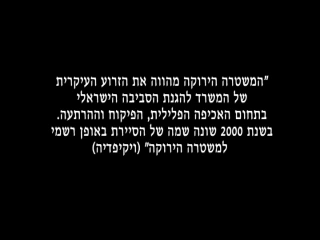 "המשטרה הירוקה מהווה את הזרוע העיקרית
של המשרד להגנת הסביבה הישראלי
בתחום האכיפה הפלילית, הפיקוח וההרתעה.
בשנת 2000 שונה שמה של הסיירת באופן רשמי
למשטרה הירוקה" (ויקיפדיה)